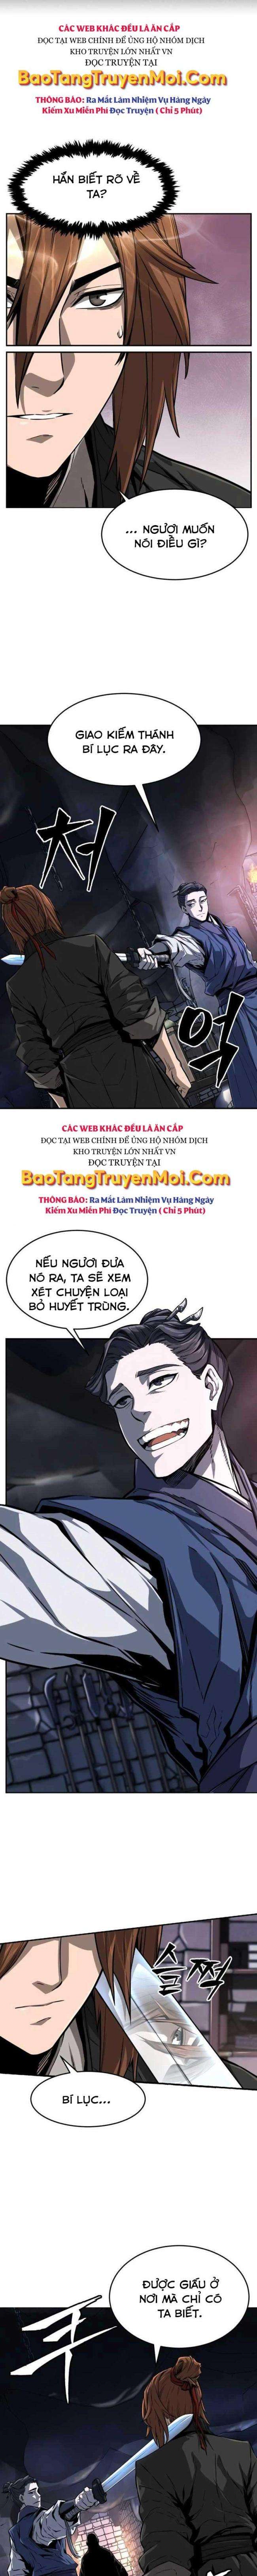 CÁC WEB KHÁC ĐỀU LÀ ĂN CẮP
ĐỌC TẠI WEB CHÍNH ĐỂ ỦNG HỘ NHÓM DỊCH
KHO TRUYỆN LỚN NHẤT VN
ĐỌC TRUYỆN TẠI
BaoTangTruyenMoi.Com
THÔNG BÁO: Ra Mắt Làm Nhiệm Vụ Hàng Ngày
Kiếm Xu Miễn Phí Đọc Truyện ( Chỉ 5 Phút)
HẮN BIẾT RÕ VỀ
TA?
... NGƯƠI MUỐN
NÓI ĐIỀU GÌ?
GIAO KIẾM THÁNH
BÍ LỤC RA ĐÂY.
저
억
CÁC WEB KHÁC ĐỀU LÀ ĂN CẮP
ĐỌC TẠI WEB CHÍNH ĐỂ ỦNG HỘ NHÓM DỊCH
KHO TRUYỆN LỚN NHẤT VN
ĐỌC TRUYỆN TẠI
BaoTangTruyenMoi.Com
THÔNG BÁO: Ra Mắt Làm Nhiệm Vụ Hàng Ngày
Kiếm Xu Miễn Phí Đọc Truyện ( Chỉ 5 Phút)
NẾU NGƯƠI ĐƯA
NÓ RA, TA SẼ XEM
XÉT CHUYỆN LOẠI
BỎ HUYẾT TRÙNG.
슬쩍
BÍ LỤC...
ĐƯỢC GIẤU Ở
NƠI MÀ CHỈ CÓ
TA BIẾT.